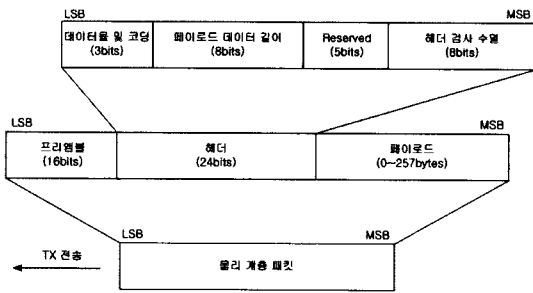 LSB MSB
데이터율 및 코딩 페이로드 데이터 길이 Reserved 헤더 검사 수열
(3bits) (8bits) (5bits) (8bits)
LSB MSB
프리엠블 헤더 페이로드
(16bits) (24bits) (0~257bytes)
LSB MSB
TX 전송 물리 계층 패킷